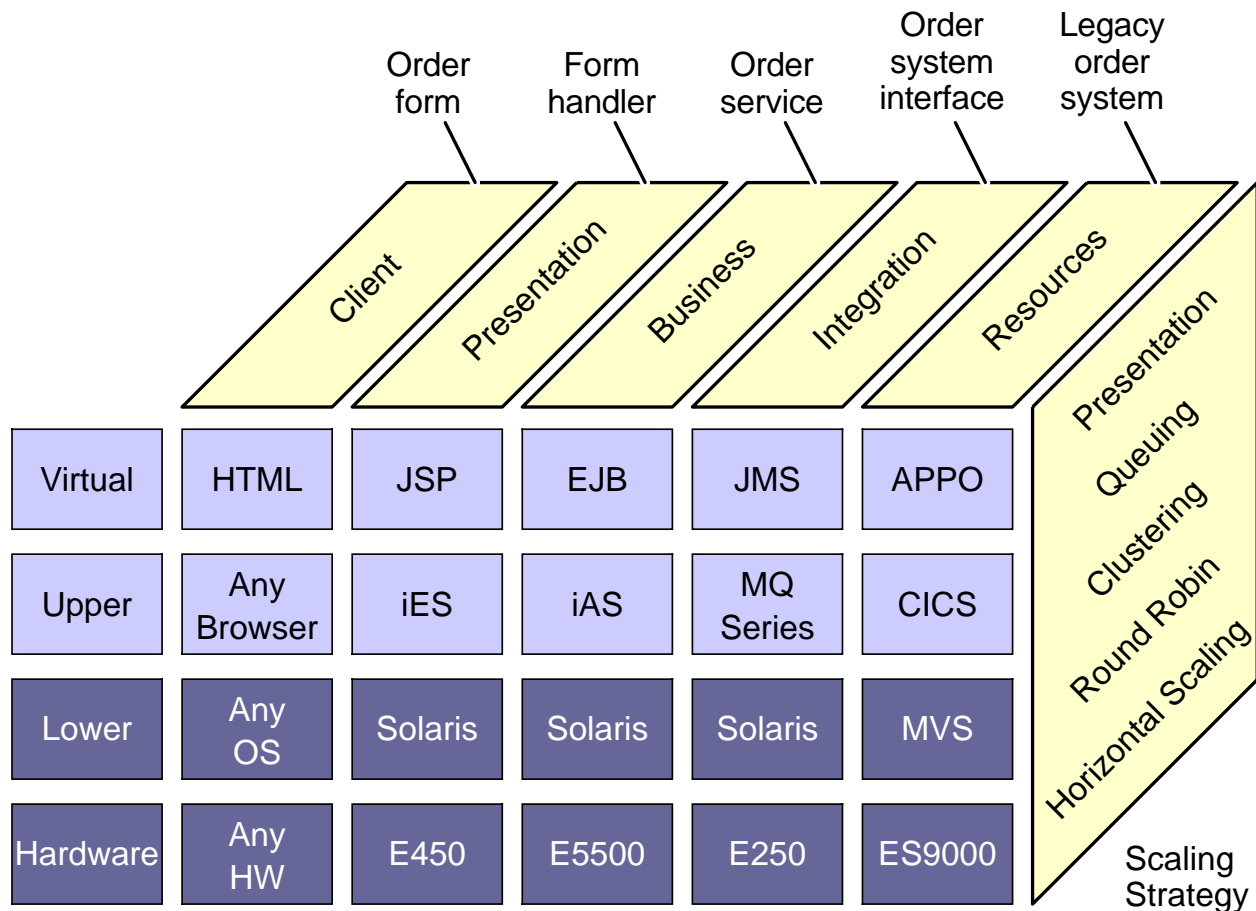 Order
form
Form
handler
Order
service
Order
system
interface
Legacy
order
system
Client
Presentation
Business
Integration
Resources
Presentation
Queuing
Clustering
Round Robin
Horizontal Scaling
Virtual
HTML
JSP
EJB
JMS
APPO
Upper
Any
Browser
iES
iAS
MQ
Series
CICS
Lower
Any
OS
Solaris
Solaris
Solaris
MVS
Hardware
Any
HW
E450
E5500
E250
ES9000
Scaling
Strategy